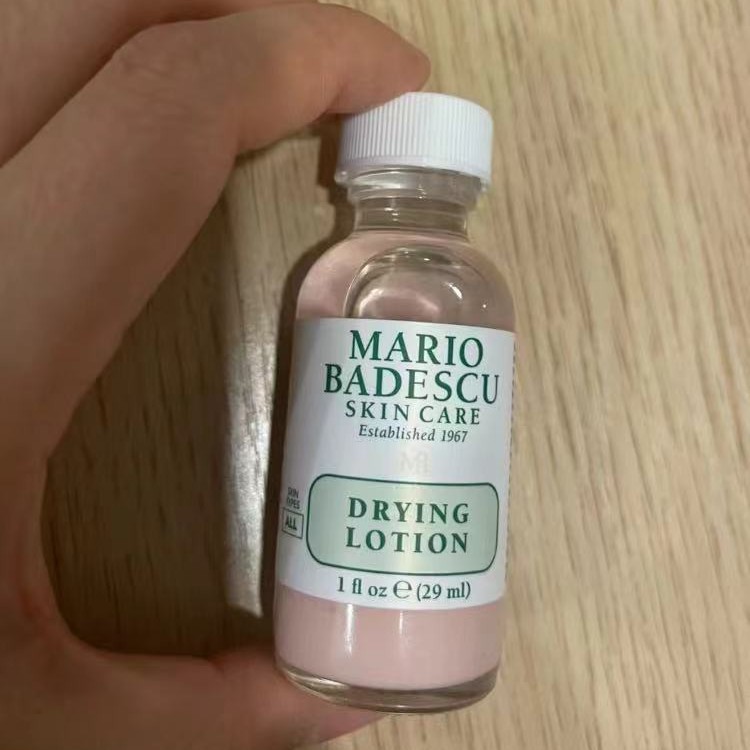 MARIO
BADESCU
SKIN CARE
Established 1967
SKIN
TYPES
ALL
DRYING
LOTION
1 fl oz ℮ (29 ml)